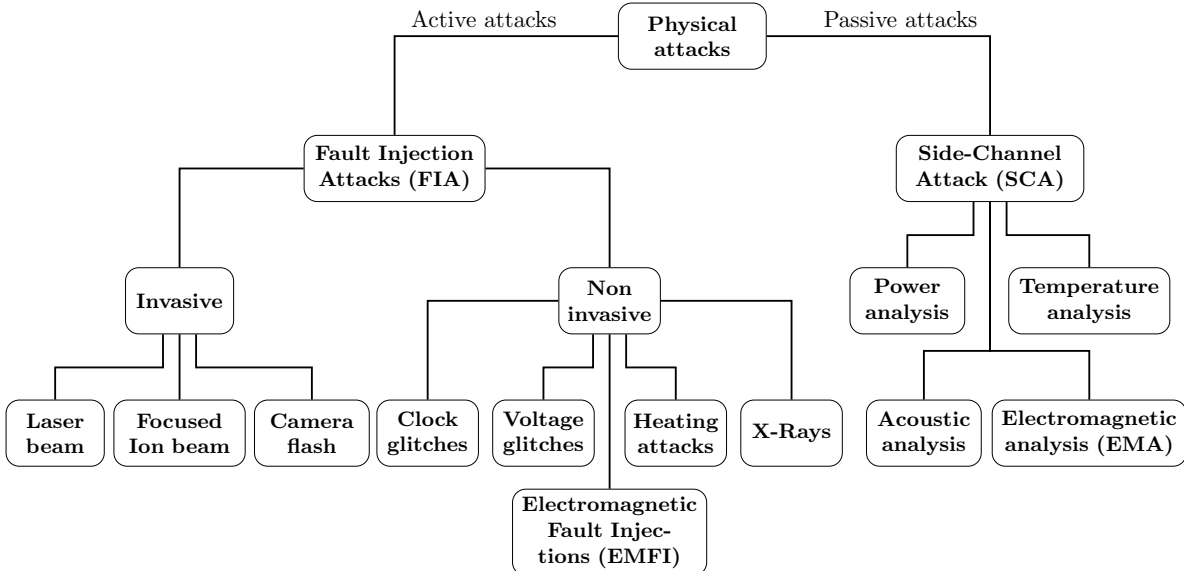 Active attacks
Physical
attacks
Passive attacks
Fault Injection
Attacks (FIA)
Side-Channel
Attack (SCA)
Invasive
Non
invasive
Power
analysis
Temperature
analysis
Laser
beam
Focused
Ion beam
Camera
flash
Clock
glitches
Voltage
glitches
Heating
attacks
X-Rays
Acoustic
analysis
Electromagnetic
analysis (EMA)
Electromagnetic
Fault Injec-
tions (EMFI)